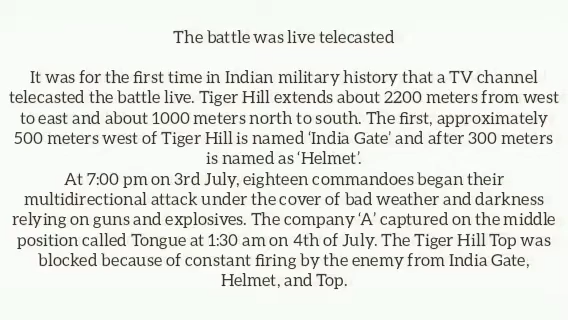 The battle was live telecasted
It was for the first time in Indian military history that a TV channel
telecasted the battle live. Tiger Hill extends about 2200 meters from west
to east and about 1000 meters north to south. The first, approximately
500 meters west of Tiger Hill is named 'India Gate' and after 300 meters
is named as 'Helmet'.
At 7:00 pm on 3rd July, eighteen commandoes began their
multidirectional attack under the cover of bad weather and darkness
relying on guns and explosives. The company 'A' captured on the middle
position called Tongue at 1:30 am on 4th of July. The Tiger Hill Top was
blocked because of constant firing by the enemy from India Gate,
Helmet, and Top.